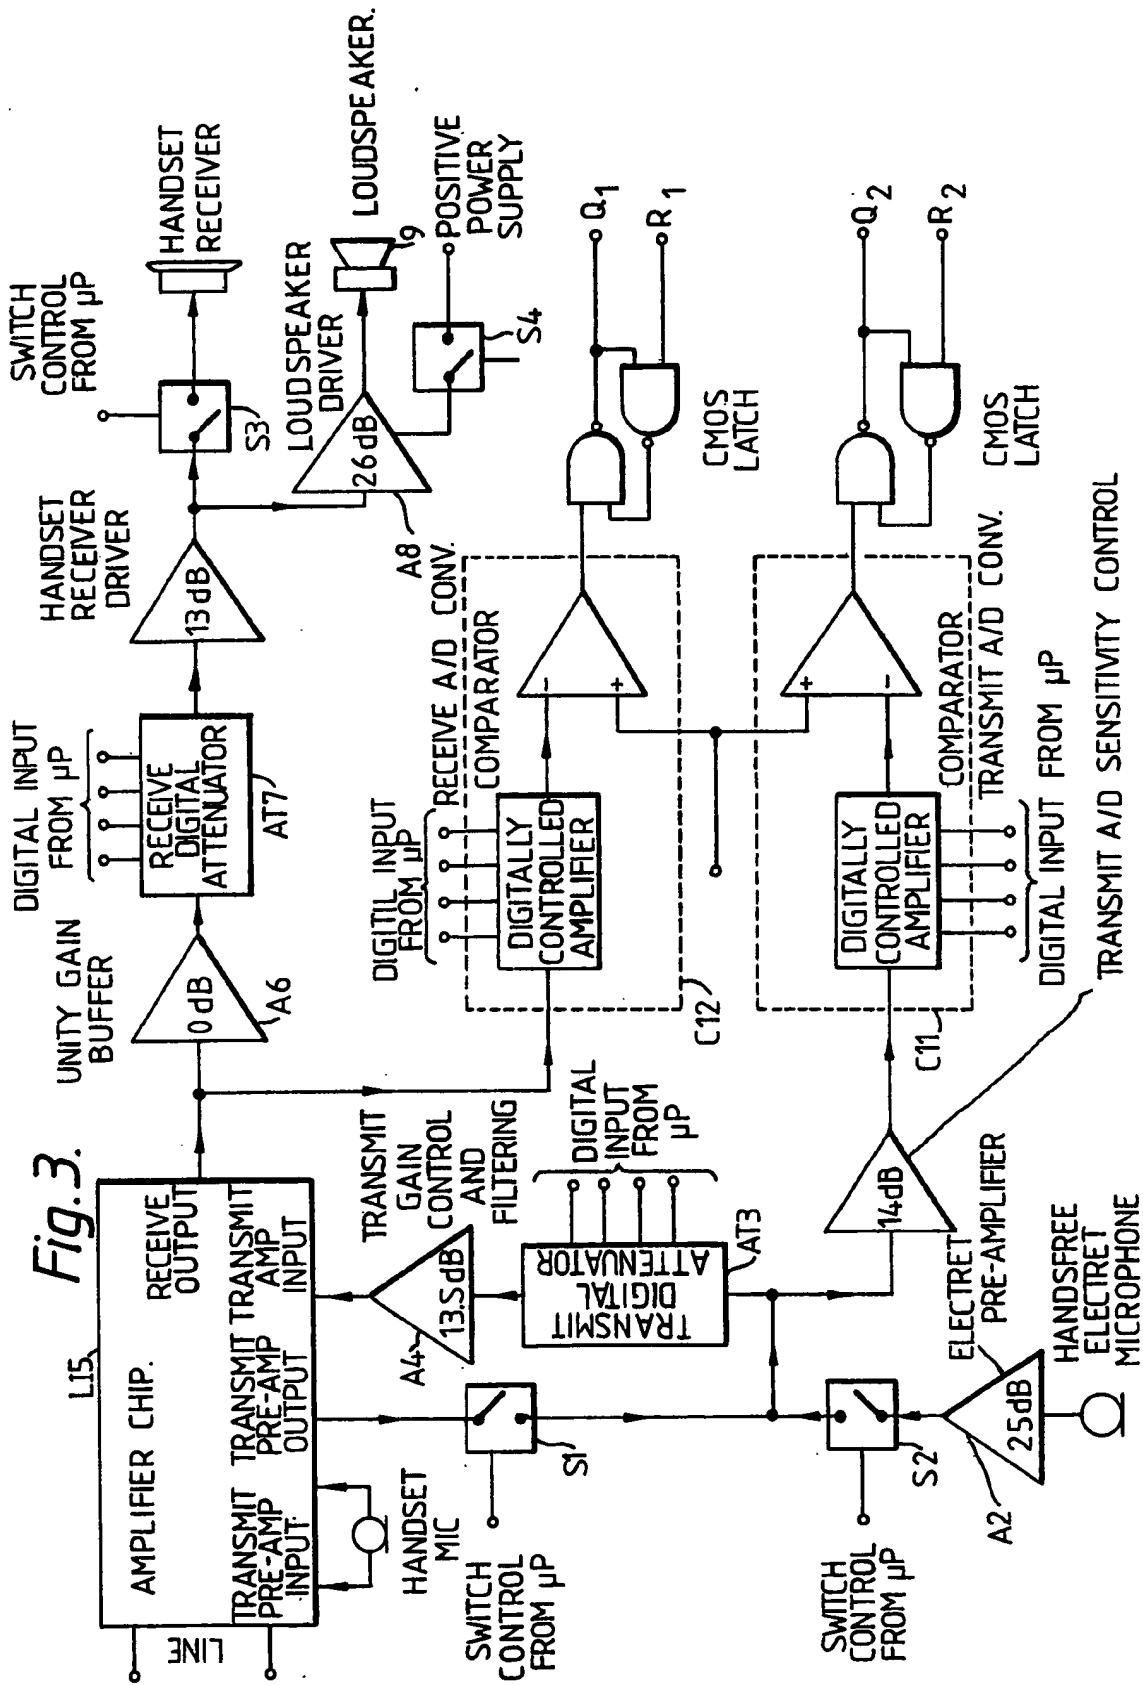 Fig. 3.
LI5
AMPLIFIER CHIP.
LINE
RECEIVE
OUTPUT
TRANSMIT
AMP
INPUT
TRANSMIT
PRE-AMP
OUTPUT
TRANSMIT
PRE-AMP
INPUT
HANDSET
MIC
UNITY GAIN
BUFFER
0dB
A6
DIGITAL INPUT
FROM µP
RECEIVE
DIGITAL
ATTENUATOR
AT7
HANDSET
RECEIVER
DRIVER
13dB
SWITCH
CONTROL
FROM µP
S3
HANDSET
RECEIVER
LOUDSPEAKER
DRIVER
26dB
A8
LOUDSPEAKER.
9
POSITIVE
POWER
SUPPLY
S4
TRANSMIT
GAIN
CONTROL
AND
FILTERING
13.5dB
A4
DIGITAL
INPUT
FROM
µP
TRANSMIT
DIGITAL
ATTENUATOR
AT3
SWITCH
CONTROL
FROM µP
S1
DIGITIL INPUT
FROM µP
RECEIVE A/D CONV.
COMPARATOR
DIGITALLY
CONTROLLED
AMPLIFIER
-
+
C12
CMOS
LATCH
Q1
R1
SWITCH
CONTROL
FROM µP
S2
25dB
A2
ELECTRET
PRE-AMPLIFIER
HANDSFREE
ELECTRET
MICROPHONE
14dB
C11
DIGITALLY
CONTROLLED
AMPLIFIER
+
-
COMPARATOR
TRANSMIT A/D CONV.
DIGITAL INPUT FROM µP
TRANSMIT A/D SENSITIVITY CONTROL
CMOS
LATCH
Q2
R2